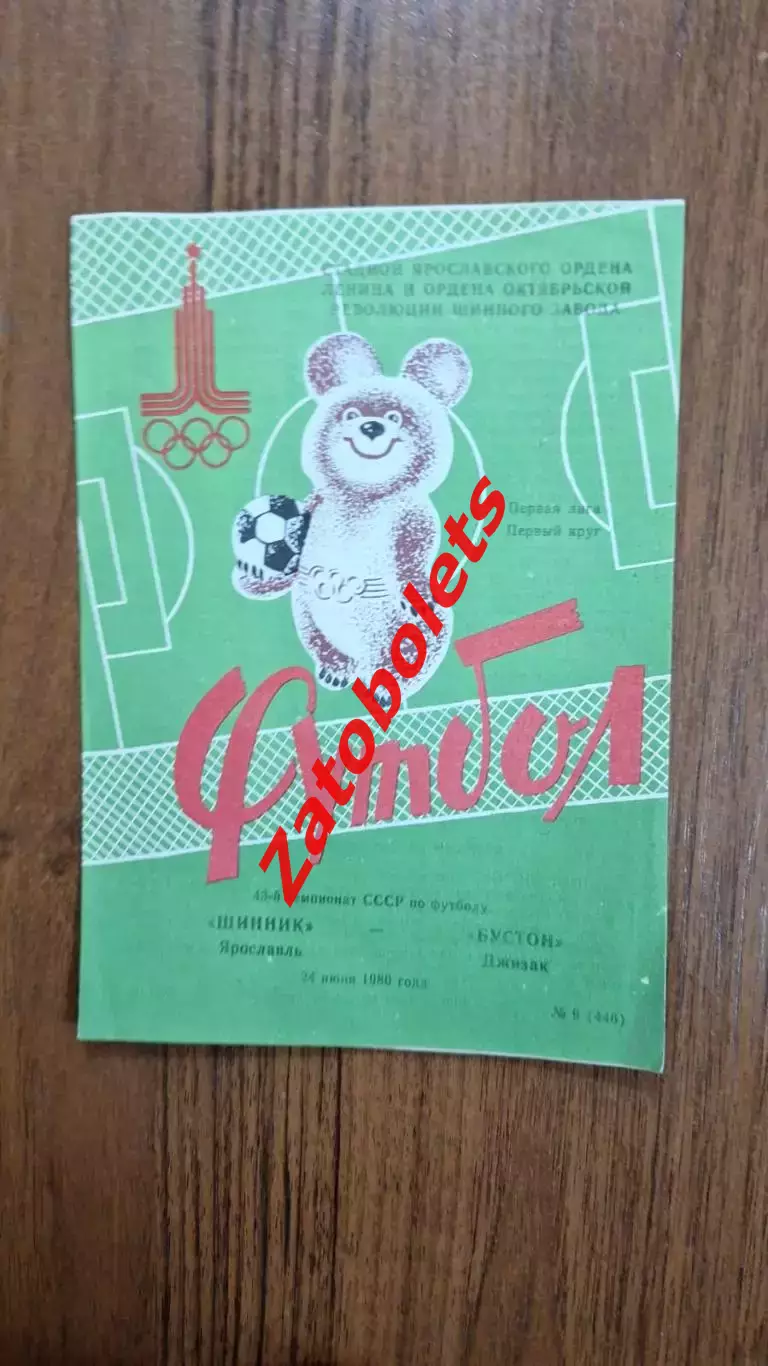 СТАДИОН ЯРОСЛАВСКОГО ОРДЕНА
ЛЕНИНА И ОРДЕНА ОКТЯБРЬСКОЙ
РЕВОЛЮЦИИ ШИННОГО ЗАВОДА
Первая лига
Первый круг
Футбол
Zatobolets
43-й чемпионат СССР по футболу
«ШИННИК» — «БУСТОН»
Ярославль Джизак
24 июня 1980 года
№ 9 (446)